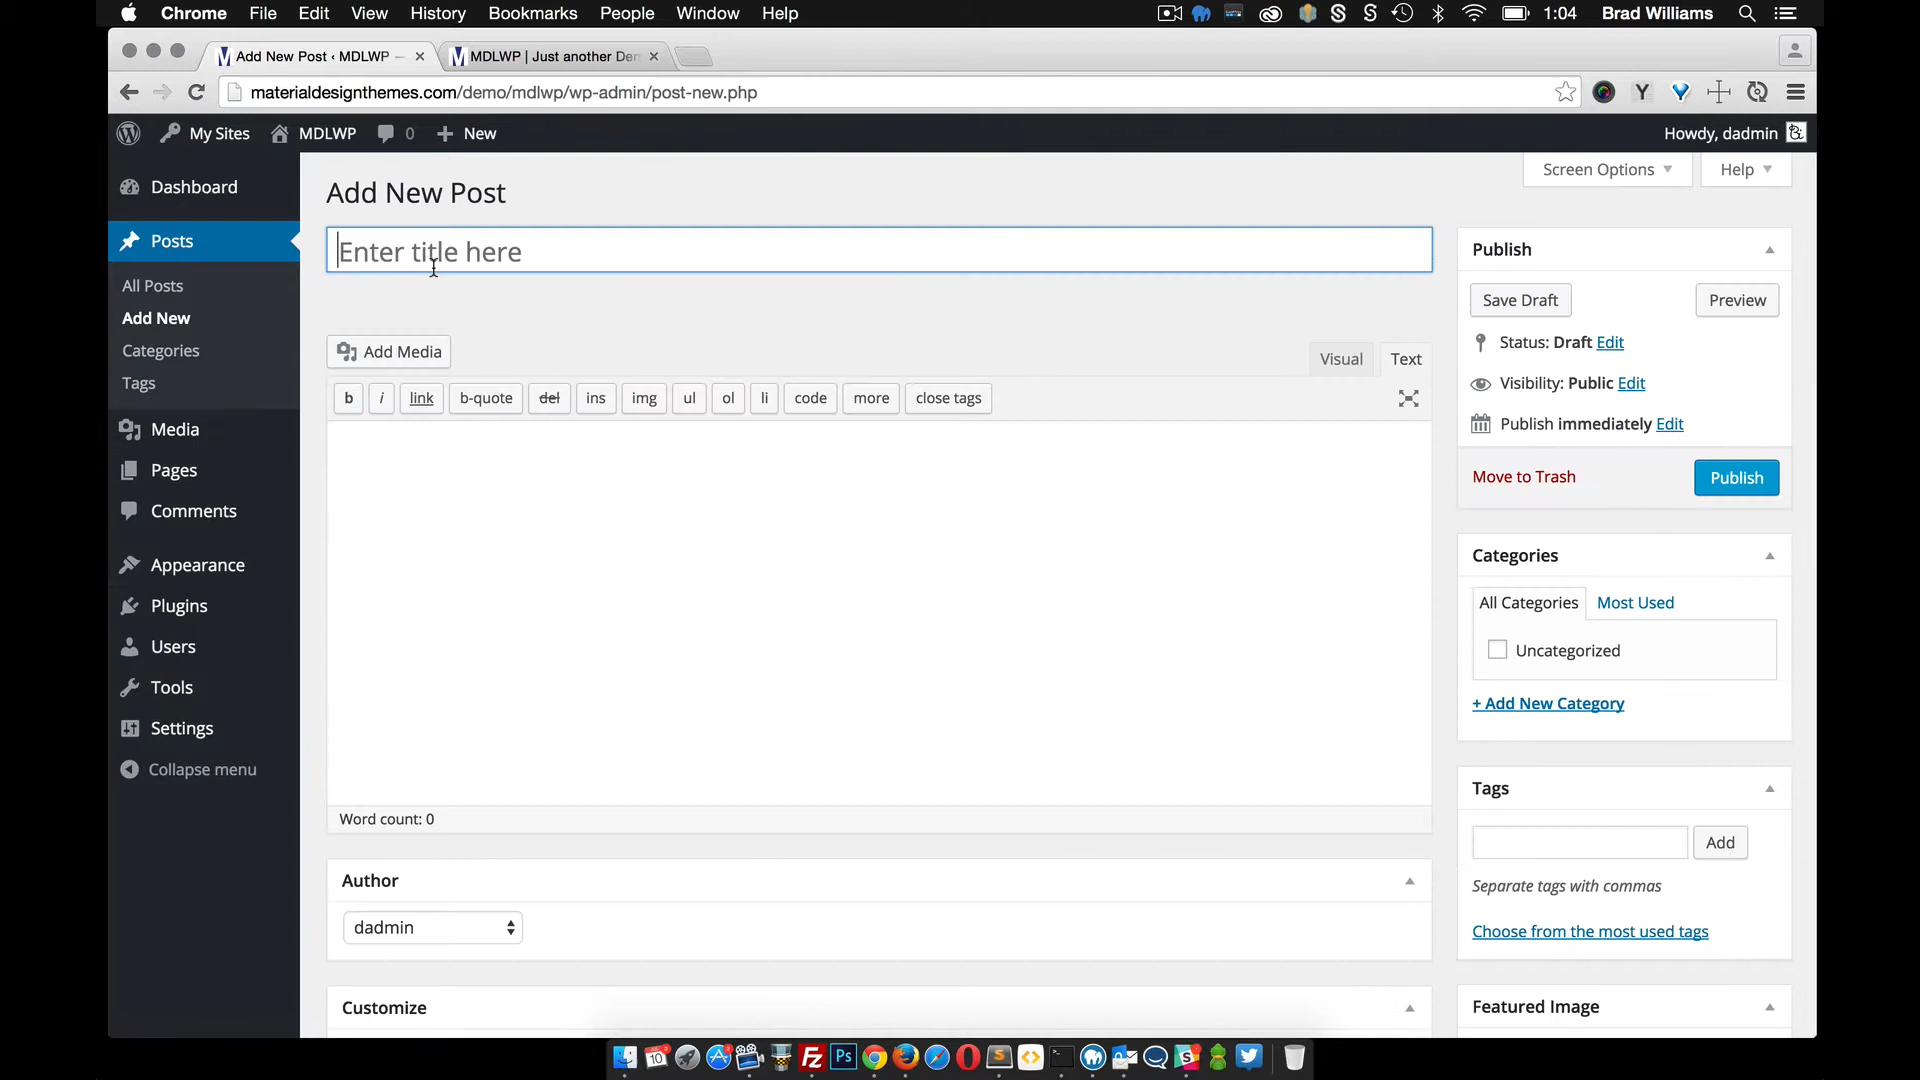 Chrome File Edit View History Bookmarks People Window Help 1:04 Brad Williams
Add New Post ‹ MDLWP — MDLWP | Just another Der
materialdesignthemes.com/demo/mdlwp/wp-admin/post-new.php
My Sites MDLWP 0 New Howdy, dadmin
Screen Options Help
Dashboard
Posts
All Posts
Add New
Categories
Tags
Media
Pages
Comments
Appearance
Plugins
Users
Tools
Settings
Collapse menu
Add New Post
Enter title here
Add Media Visual Text
b i link b-quote del ins img ul ol li code more close tags
Word count: 0
Author
dadmin
Customize
Publish
Save Draft Preview
Status: Draft Edit
Visibility: Public Edit
Publish immediately Edit
Move to Trash Publish
Categories
All Categories Most Used
Uncategorized
+ Add New Category
Tags
Add
Separate tags with commas
Choose from the most used tags
Featured Image
10 Fz Ps